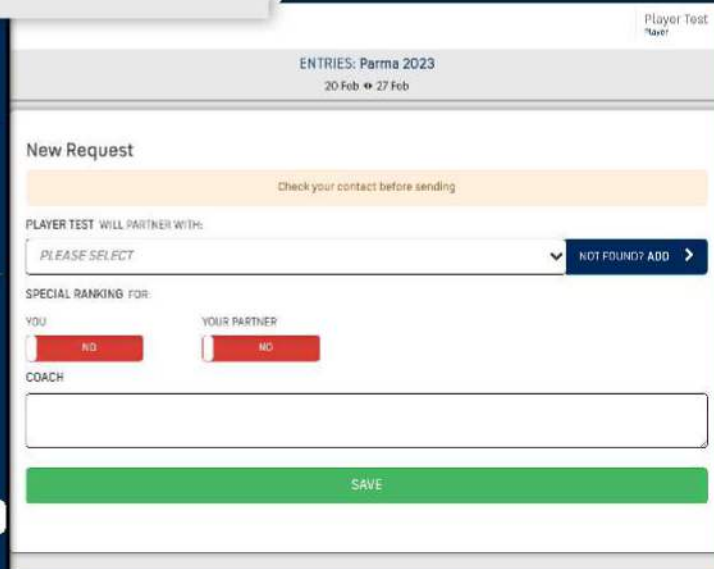 Player Test
Player
ENTRIES: Parma 2023
20 Feb 27 Feb
New Request
Check your contact before sending
PLAYER TEST WILL PARTNER WITH:
PLEASE SELECT
NOT FOUND? ADD
SPECIAL RANKING FOR:
YOU YOUR PARTNER
NO NO
COACH
SAVE